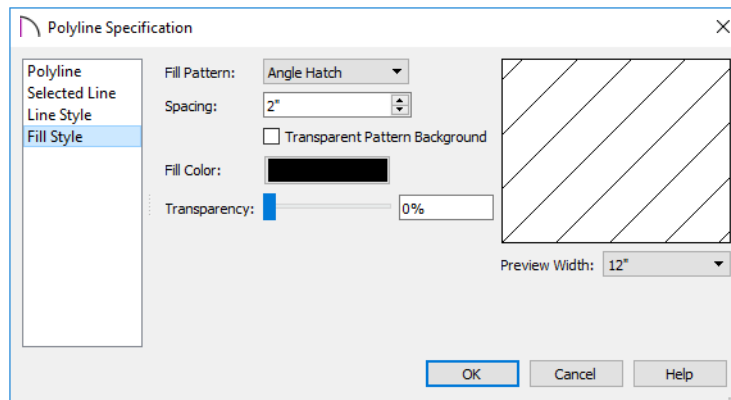 Polyline Specification
Polyline
Selected Line
Line Style
Fill Style
Fill Pattern: Angle Hatch
Spacing: 2"
Transparent Pattern Background
Fill Color:
Transparency: 0%
Preview Width: 12"
OK Cancel Help